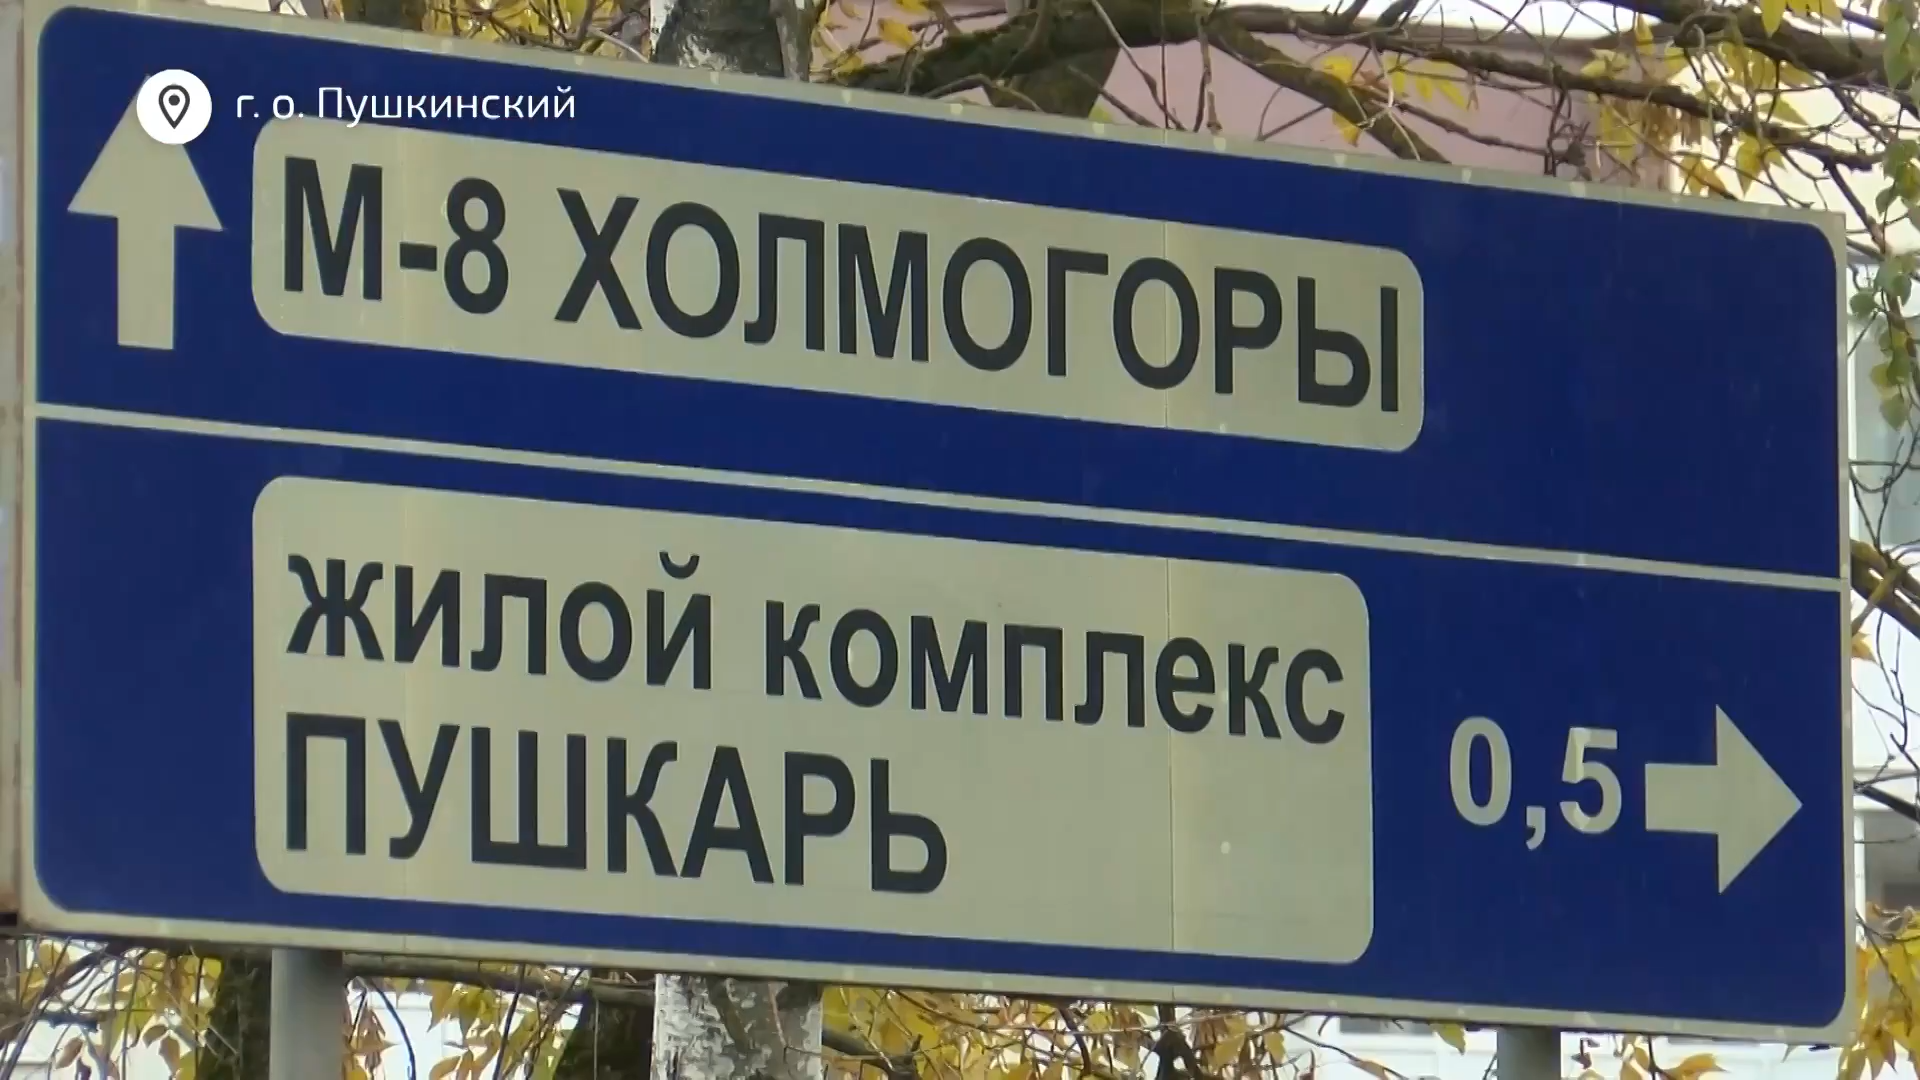 г. о. Пушкинский
М-8 ХОЛМОГОРЫ
жилой комплекс
ПУШКАРЬ
0,5